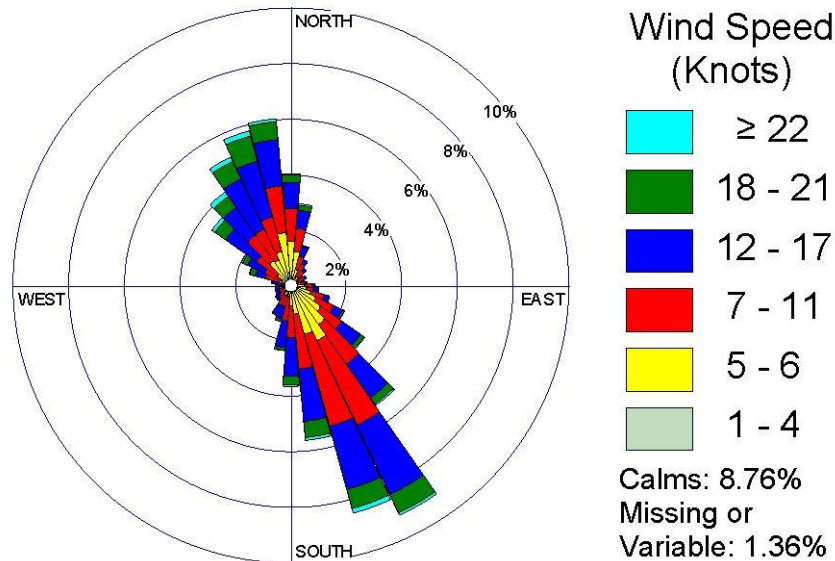 NORTH
10%
8%
6%
4%
2%
WEST
EAST
SOUTH
Wind Speed
(Knots)
≥ 22
18 - 21
12 - 17
7 - 11
5 - 6
1 - 4
Calms: 8.76%
Missing or
Variable: 1.36%